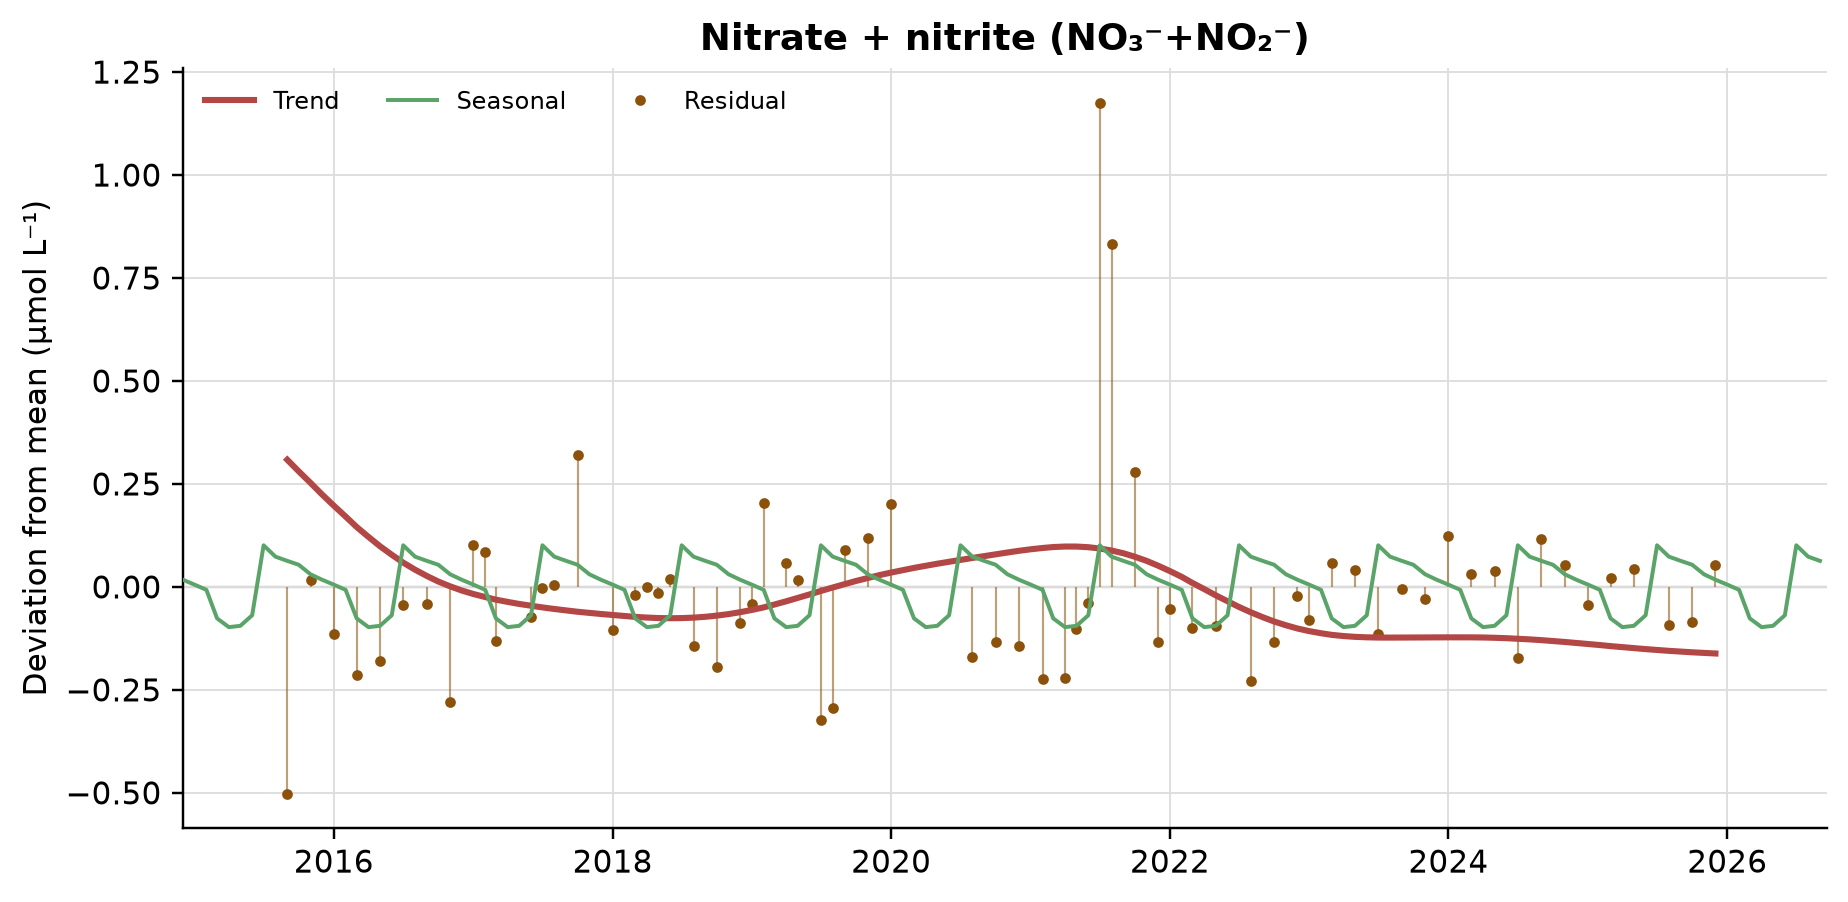 Nitrate + nitrite (NO₃⁻+NO₂⁻)
Trend
Seasonal
Residual
Deviation from mean (µmol L⁻¹)
1.25
1.00
0.75
0.50
0.25
0.00
−0.25
−0.50
2016
2018
2020
2022
2024
2026